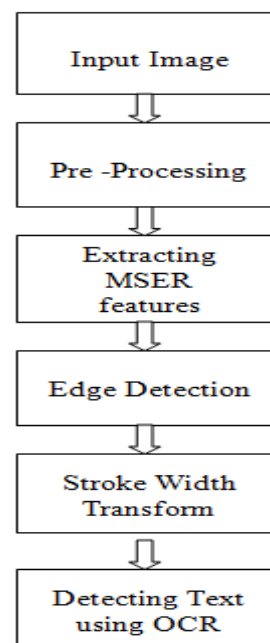 Input Image
Pre -Processing
Extracting
MSER
features
Edge Detection
Stroke Width
Transform
Detecting Text
using OCR